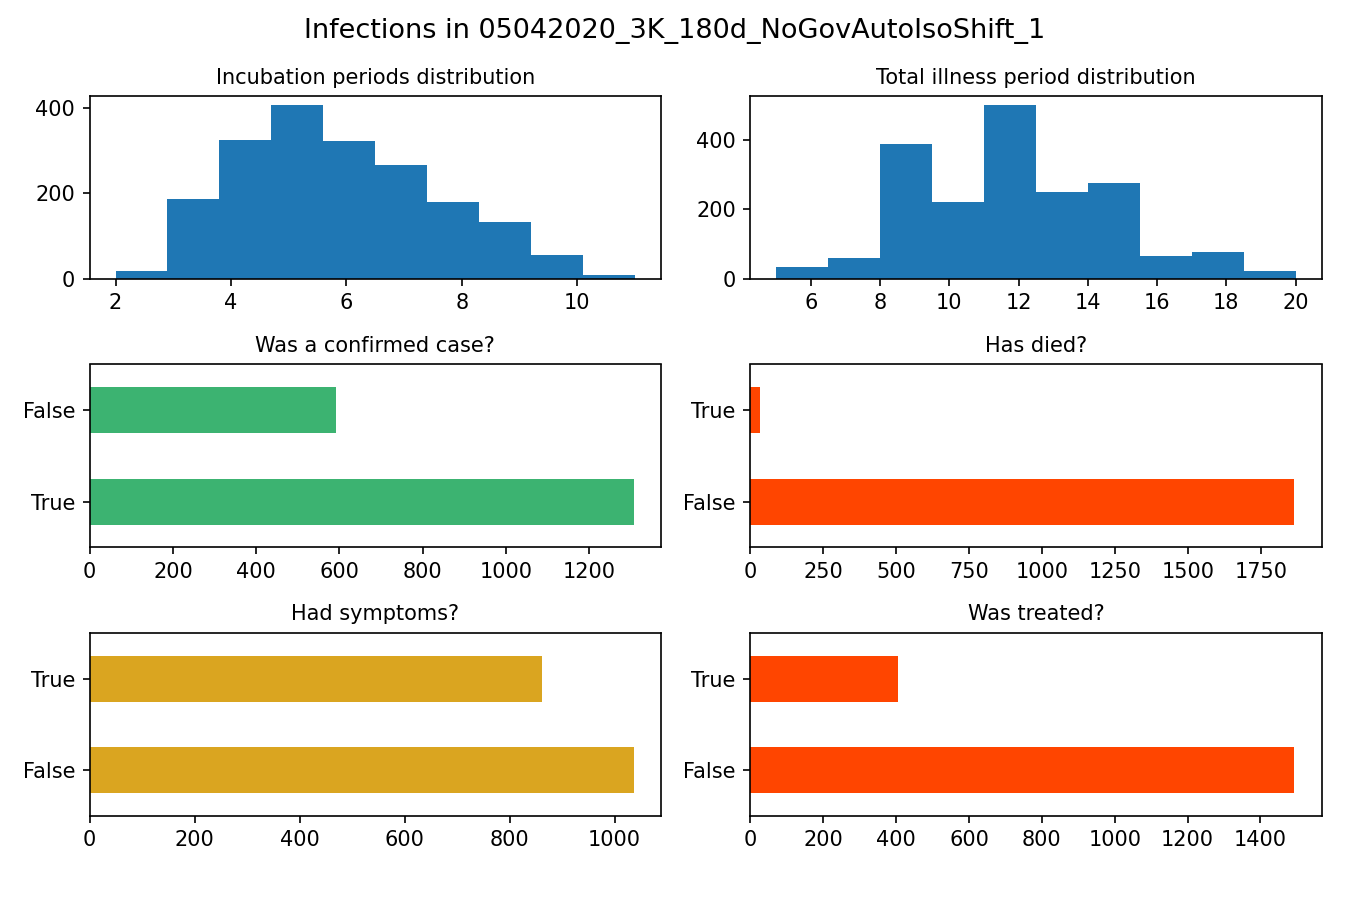 Infections in 05042020_3K_180d_NoGovAutoIsoShift_1
Incubation periods distribution
400
200
0
2 4 6 8 10
Total illness period distribution
400
200
0
6 8 10 12 14 16 18 20
Was a confirmed case?
False
True
0 200 400 600 800 1000 1200
Has died?
True
False
0 250 500 750 1000 1250 1500 1750
Had symptoms?
True
False
0 200 400 600 800 1000
Was treated?
True
False
0 200 400 600 800 1000 1200 1400